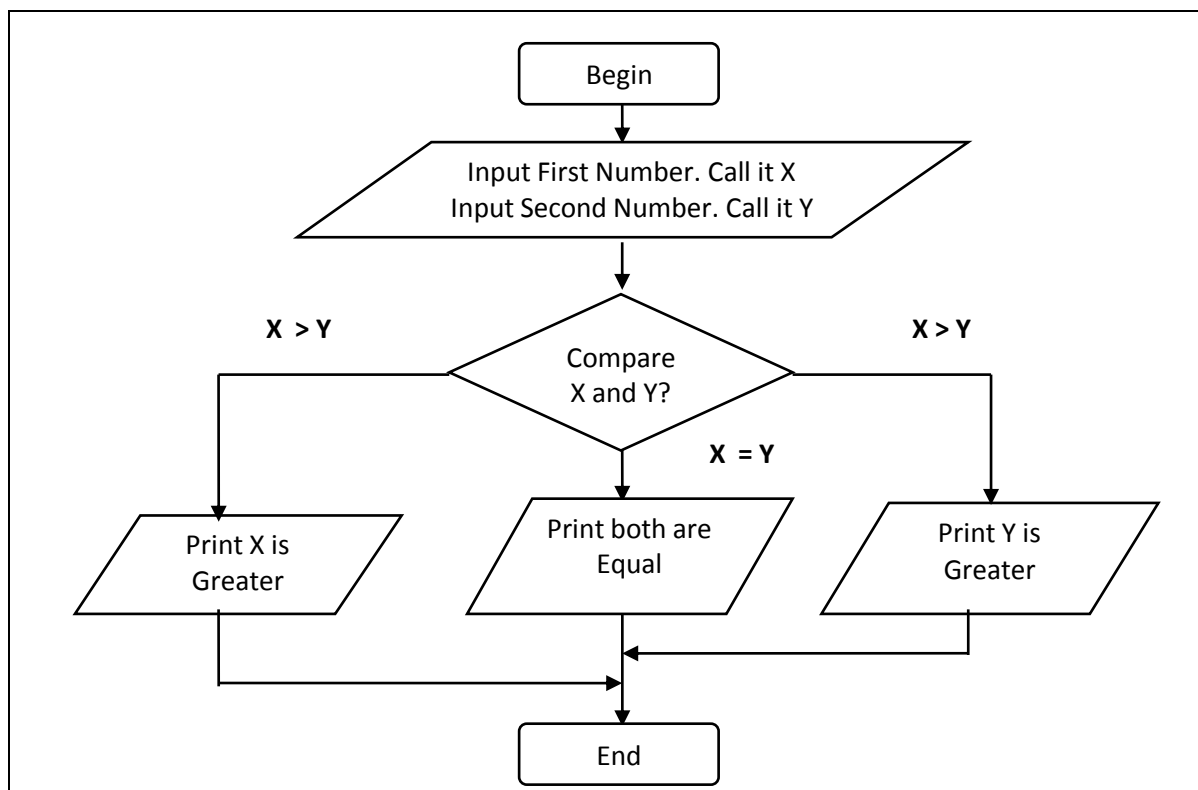 Begin
Input First Number. Call it X
Input Second Number. Call it Y
X > Y
X > Y
Compare
X and Y?
X = Y
Print X is
Greater
Print both are
Equal
Print Y is
Greater
End